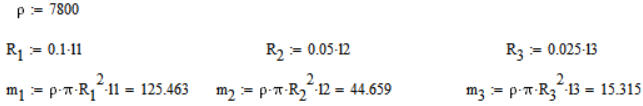 ρ := 7800
R₁ := 0.1·l1 R₂ := 0.05·l2 R₃ := 0.025·l3
m₁ := ρ·π·R₁²·l1 = 125.463 m₂ := ρ·π·R₂²·l2 = 44.659 m₃ := ρ·π·R₃²·l3 = 15.315